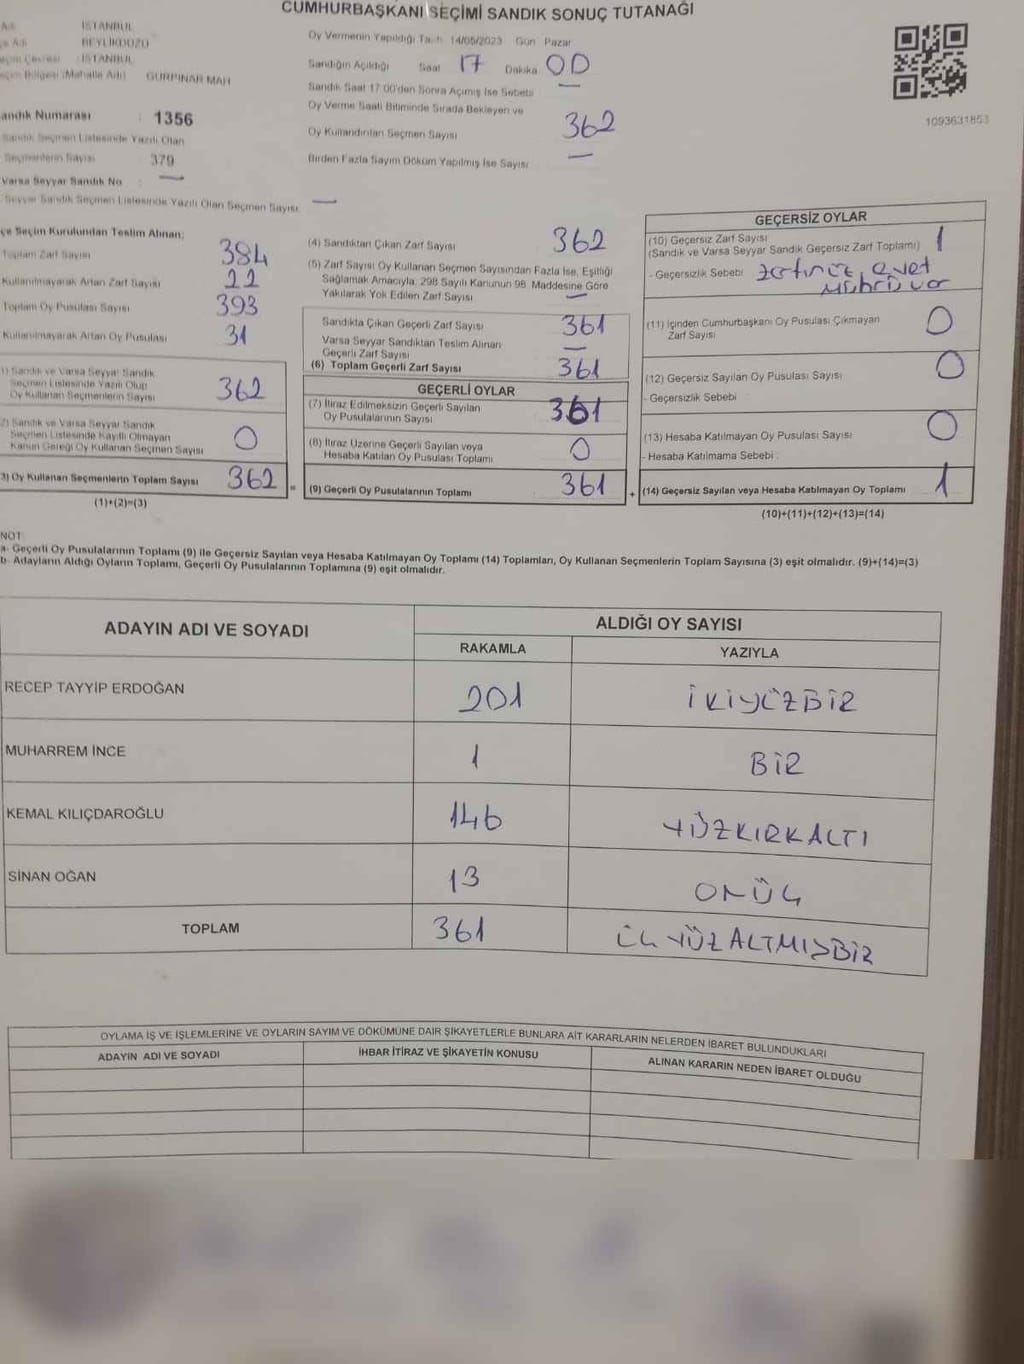 CUMHURBAŞKANI SEÇİMİ SANDIK SONUÇ TUTANAĞI
İSTANBUL
BEYLİKDÜZÜ
İSTANBUL
(Mahalle Adı) GÜRPINAR MAH
Oy Vermenin Yapıldığı Tarih 14/05/2023 Gün Pazar
Sandığın Açıldığı Saat 17 Dakika 00
Sandık Saat 17:00'den Sonra Açılmış İse Sebebi —
Oy Verme Saati Bitiminde Sırada Bekleyen ve
Oy Kullandırılan Seçmen Sayısı 362
Birden Fazla Sayım Döküm Yapılmış İse Sayısı —
1093631853
Sandık Numarası : 1356
Sandık Seçmen Listesinde Yazılı Olan
Seçmenlerin Sayısı 379
Varsa Seyyar Sandık No : —
Seyyar Sandık Seçmen Listesinde Yazılı Olan Seçmen Sayısı —
İlçe Seçim Kurulundan Teslim Alınan;
Toplam Zarf Sayısı 384
Kullanılmayarak Artan Zarf Sayısı 22
Toplam Oy Pusulası Sayısı 393
Kullanılmayarak Artan Oy Pusulası 31
(1) Sandık ve Varsa Seyyar Sandık
Seçmen Listesinde Yazılı Olup
Oy Kullanan Seçmenlerin Sayısı 362
(2) Sandık ve Varsa Seyyar Sandık
Seçmen Listesinde Kayıtlı Olmayan
Kanun Gereği Oy Kullanan Seçmen Sayısı 0
(3) Oy Kullanan Seçmenlerin Toplam Sayısı 362 =
(1)+(2)=(3)
(4) Sandıktan Çıkan Zarf Sayısı 362
(5) Zarf Sayısı Oy Kullanan Seçmen Sayısından Fazla İse, Eşitliği
Sağlamak Amacıyla, 298 Sayılı Kanunun 98. Maddesine Göre
Yakılarak Yok Edilen Zarf Sayısı —
Sandıkta Çıkan Geçerli Zarf Sayısı 361
Varsa Seyyar Sandıktan Teslim Alınan
Geçerli Zarf Sayısı —
(6) Toplam Geçerli Zarf Sayısı 361
GEÇERLİ OYLAR
(7) İtiraz Edilmeksizin Geçerli Sayılan
Oy Pusulalarının Sayısı 361
(8) İtiraz Üzerine Geçerli Sayılan veya
Hesaba Katılan Oy Pusulası Toplamı 0
(9) Geçerli Oy Pusulalarının Toplamı 361 +
GEÇERSİZ OYLAR
(10) Geçersiz Zarf Sayısı 1
(Sandık ve Varsa Seyyar Sandık Geçersiz Zarf Toplamı)
- Geçersizlik Sebebi evet
mührü var
(11) İçinden Cumhurbaşkanı Oy Pusulası Çıkmayan
Zarf Sayısı 0
(12) Geçersiz Sayılan Oy Pusulası Sayısı 0
- Geçersizlik Sebebi :
(13) Hesaba Katılmayan Oy Pusulası Sayısı 0
- Hesaba Katılmama Sebebi :
(14) Geçersiz Sayılan veya Hesaba Katılmayan Oy Toplamı 1
(10)+(11)+(12)+(13)=(14)
NOT:
a- Geçerli Oy Pusulalarının Toplamı (9) ile Geçersiz Sayılan veya Hesaba Katılmayan Oy Toplamı (14) Toplamları, Oy Kullanan Seçmenlerin Toplam Sayısına (3) eşit olmalıdır. (9)+(14)=(3)
b- Adayların Aldığı Oyların Toplamı, Geçerli Oy Pusulalarının Toplamına (9) eşit olmalıdır.
ADAYIN ADI VE SOYADI
ALDIĞI OY SAYISI
RAKAMLA YAZIYLA
RECEP TAYYİP ERDOĞAN 201 İKİYÜZBİR
MUHARREM İNCE 1 BİR
KEMAL KILIÇDAROĞLU 146 YÜZKIRKALTI
SİNAN OĞAN 13 ONÜÇ
TOPLAM 361 ÜÇYÜZALTMIŞBİR
OYLAMA İŞ VE İŞLEMLERİNE VE OYLARIN SAYIM VE DÖKÜMÜNE DAİR ŞİKAYETLERLE BUNLARA AİT KARARLARIN NELERDEN İBARET BULUNDUKLARI
ADAYIN ADI VE SOYADI İHBAR İTİRAZ VE ŞİKAYETİN KONUSU ALINAN KARARIN NEDEN İBARET OLDUĞU